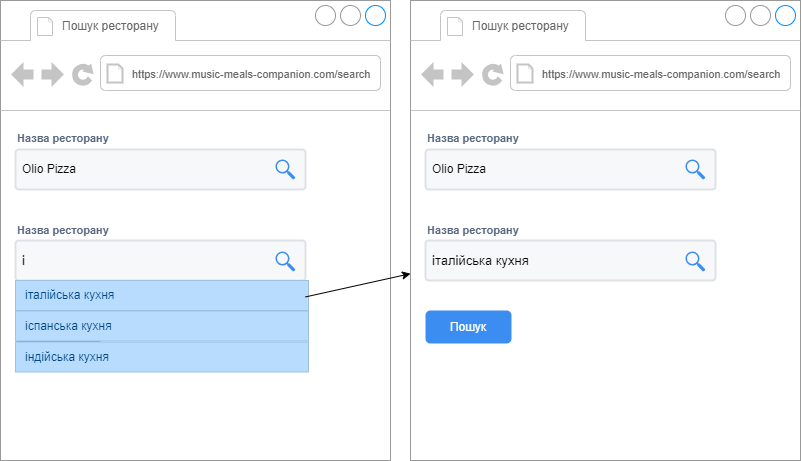 Пошук ресторану
https://www.music-meals-companion.com/search
Назва ресторану
Olio Pizza
Назва ресторану
і
італійська кухня
іспанська кухня
індійська кухня
Пошук ресторану
https://www.music-meals-companion.com/search
Назва ресторану
Olio Pizza
Назва ресторану
італійська кухня
Пошук